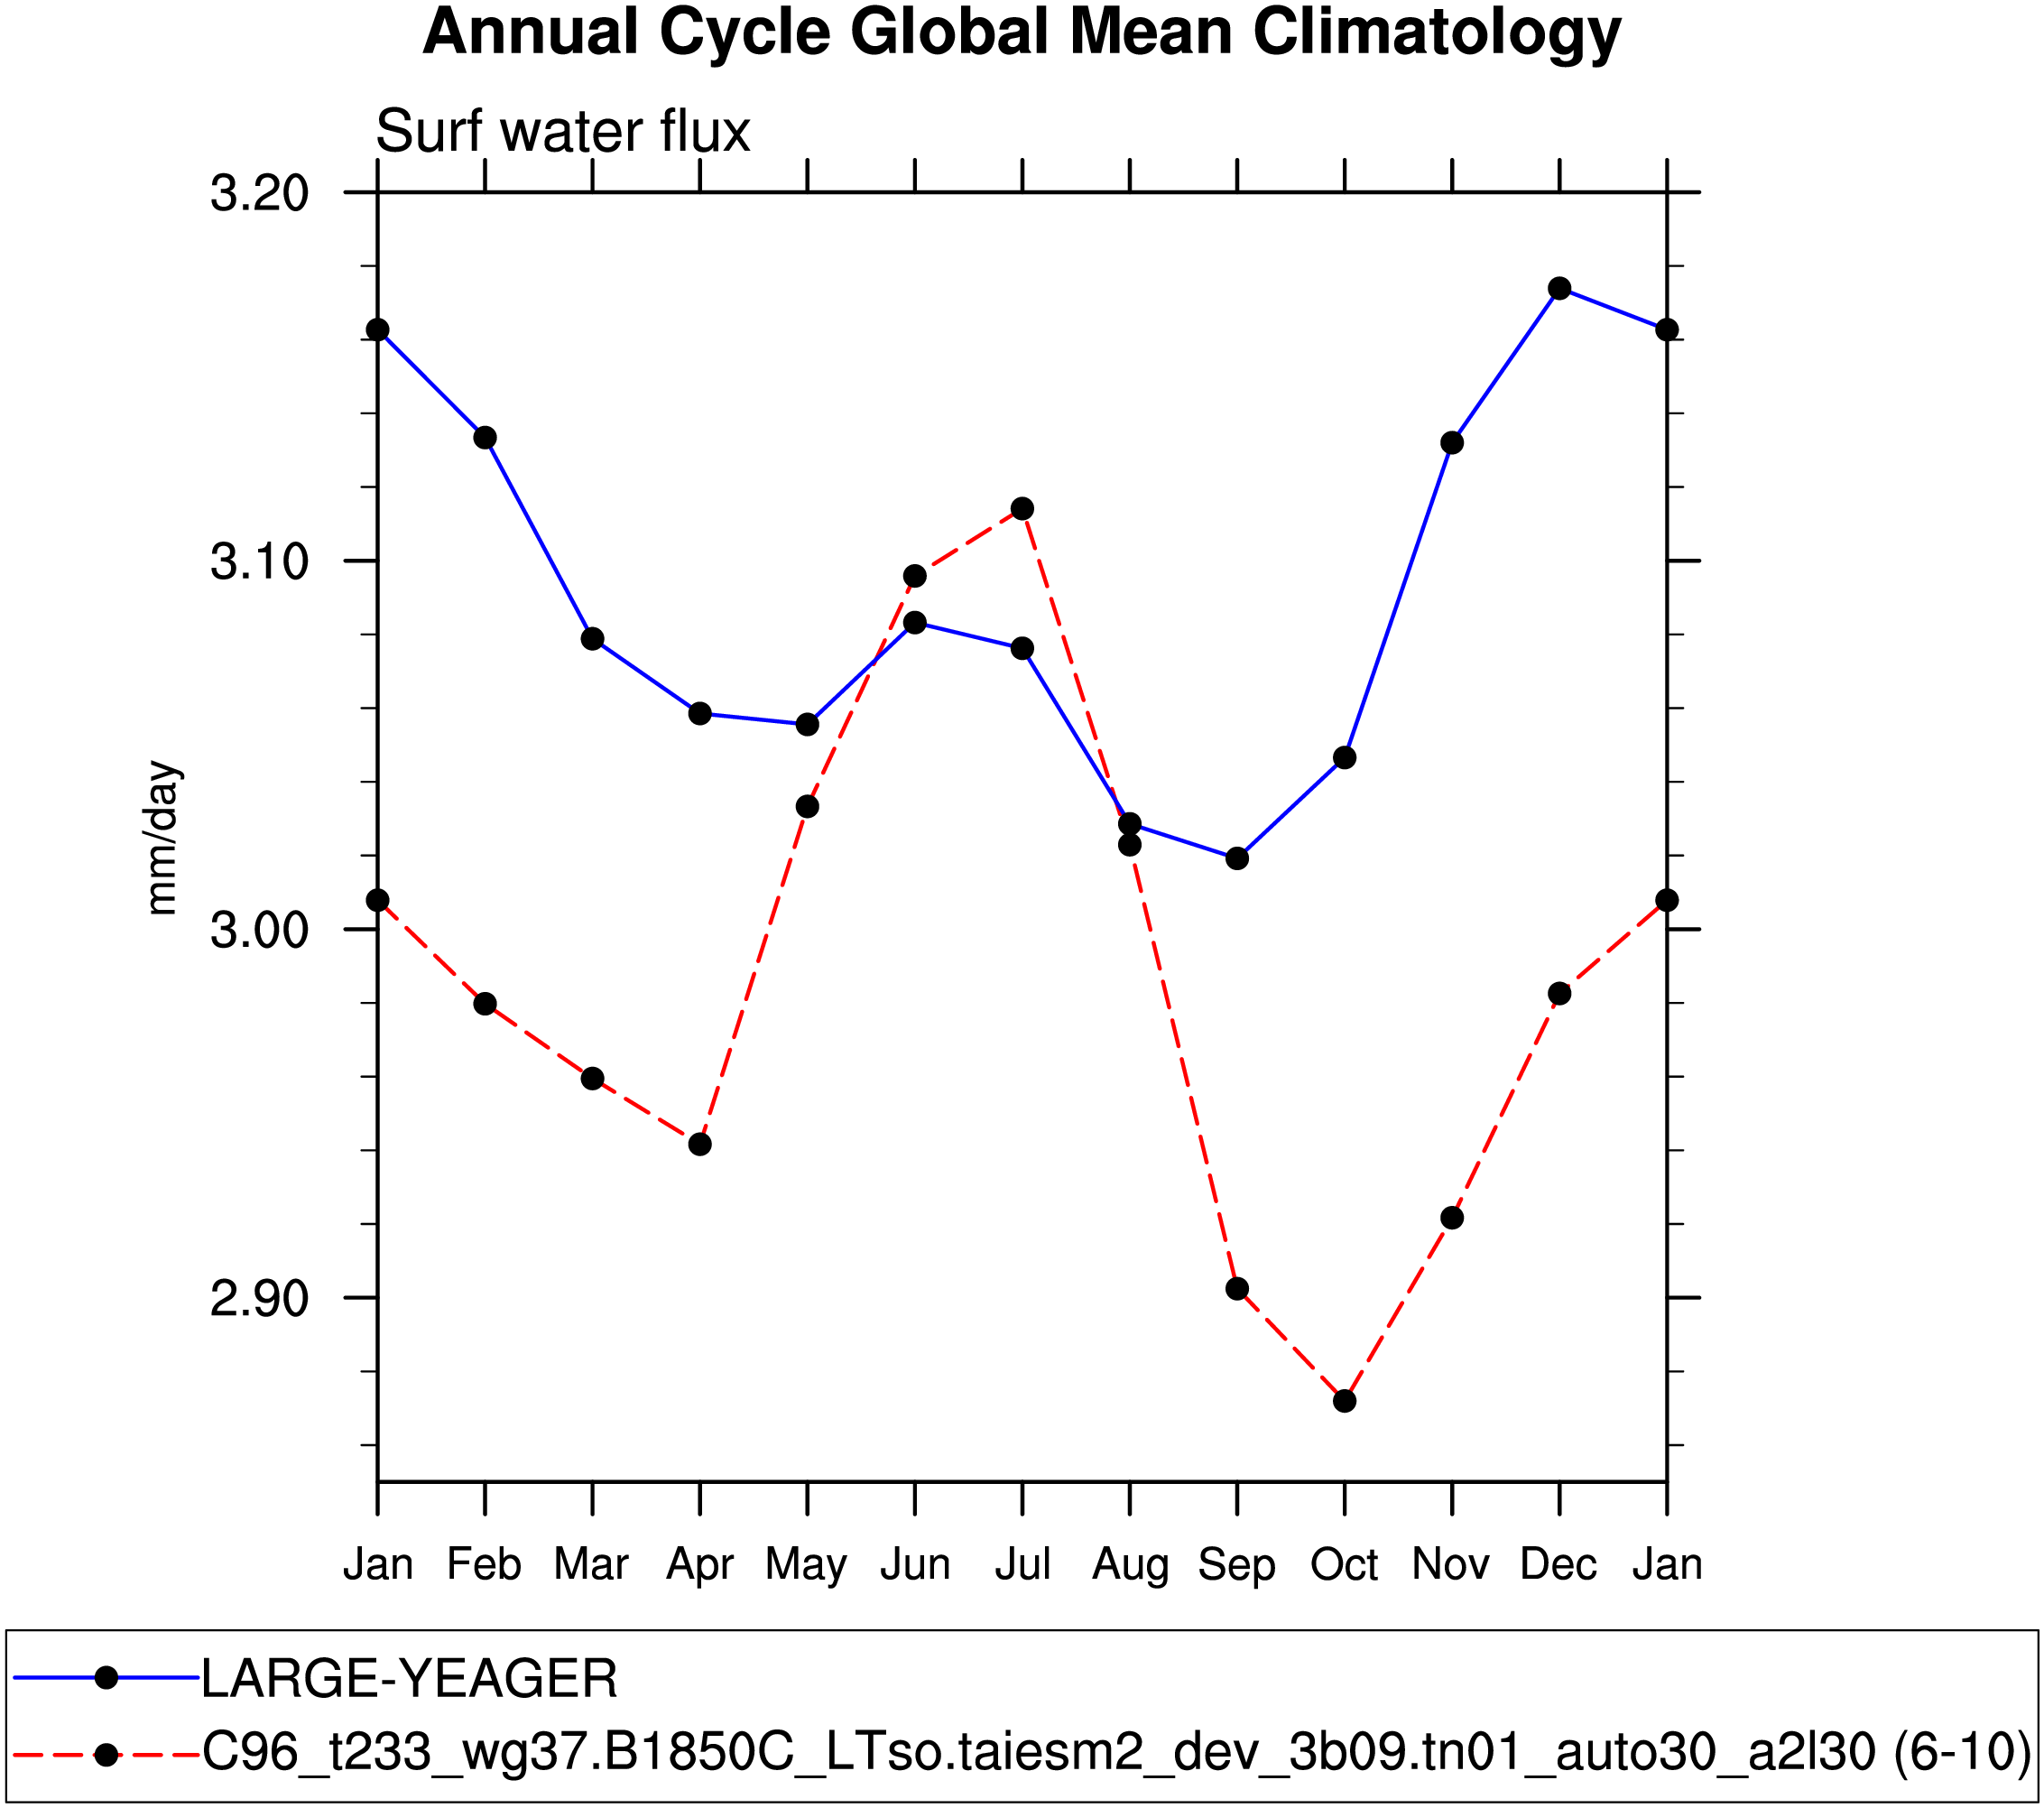 Annual Cycle Global Mean Climatology
Surf water flux
3.20
3.10
3.00
2.90
mm/day
Jan Feb Mar Apr May Jun Jul Aug Sep Oct Nov Dec Jan
LARGE-YEAGER
C96_t233_wg37.B1850C_LTso.taiesm2_dev_3b09.tn01_auto30_a2l30 (6-10)